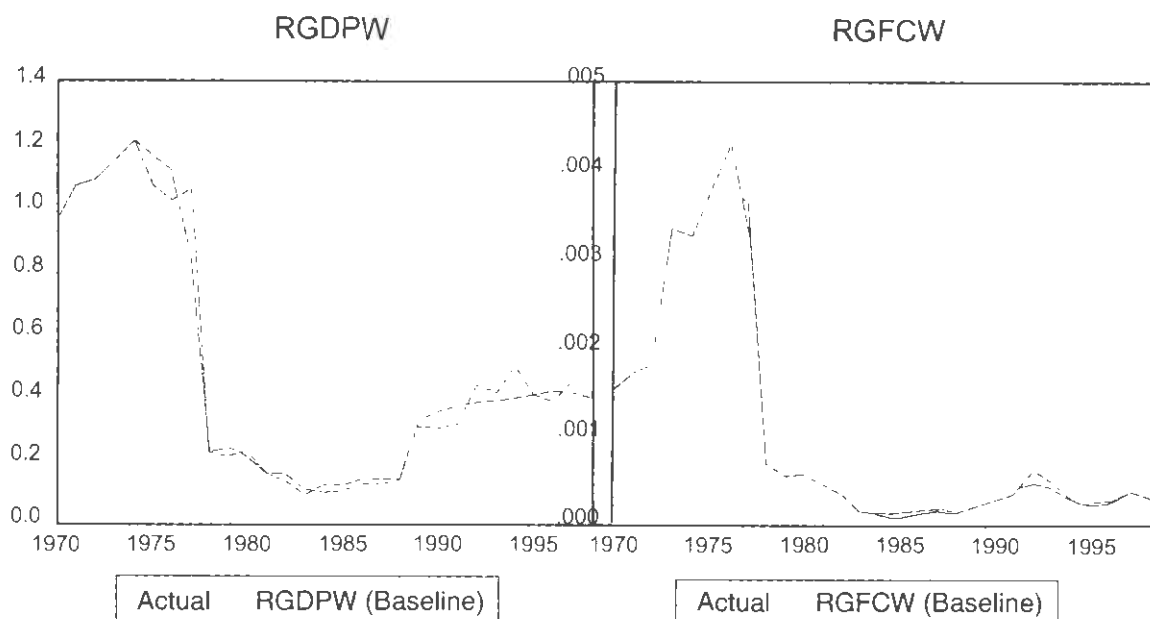 RGDPW
1.4
1.2
1.0
0.8
0.6
0.4
0.2
0.0
1970 1975 1980 1985 1990 1995
Actual RGDPW (Baseline)
RGFCW
.005
.004
.003
.002
.001
.000
1970 1975 1980 1985 1990 1995
Actual RGFCW (Baseline)